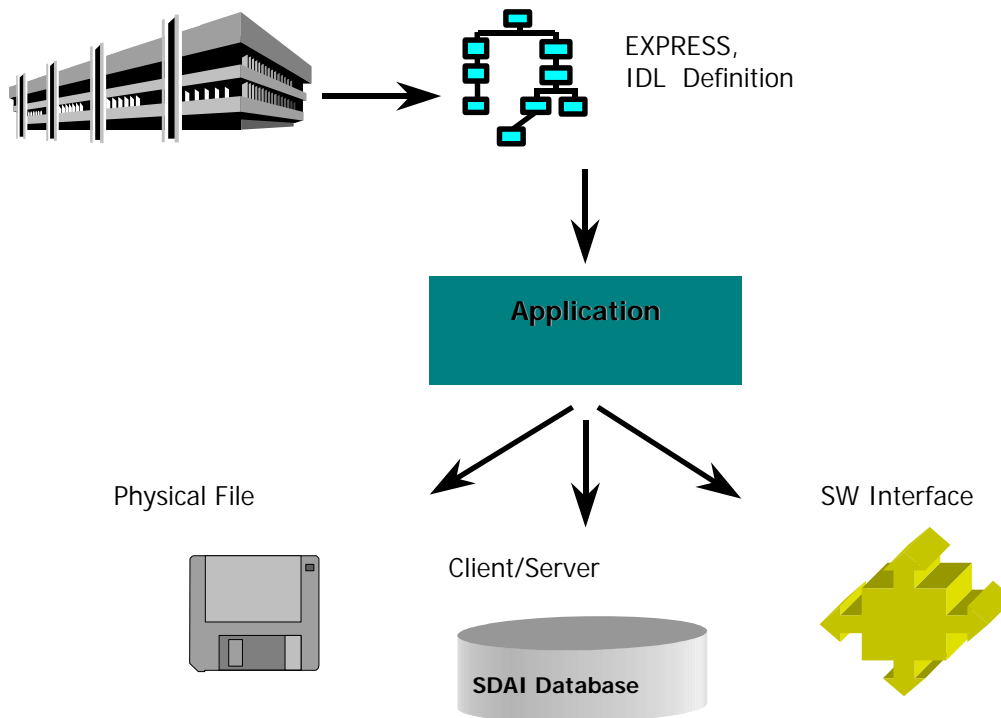 EXPRESS,
IDL Definition
Application
Physical File
SW Interface
Client/Server
SDAI Database